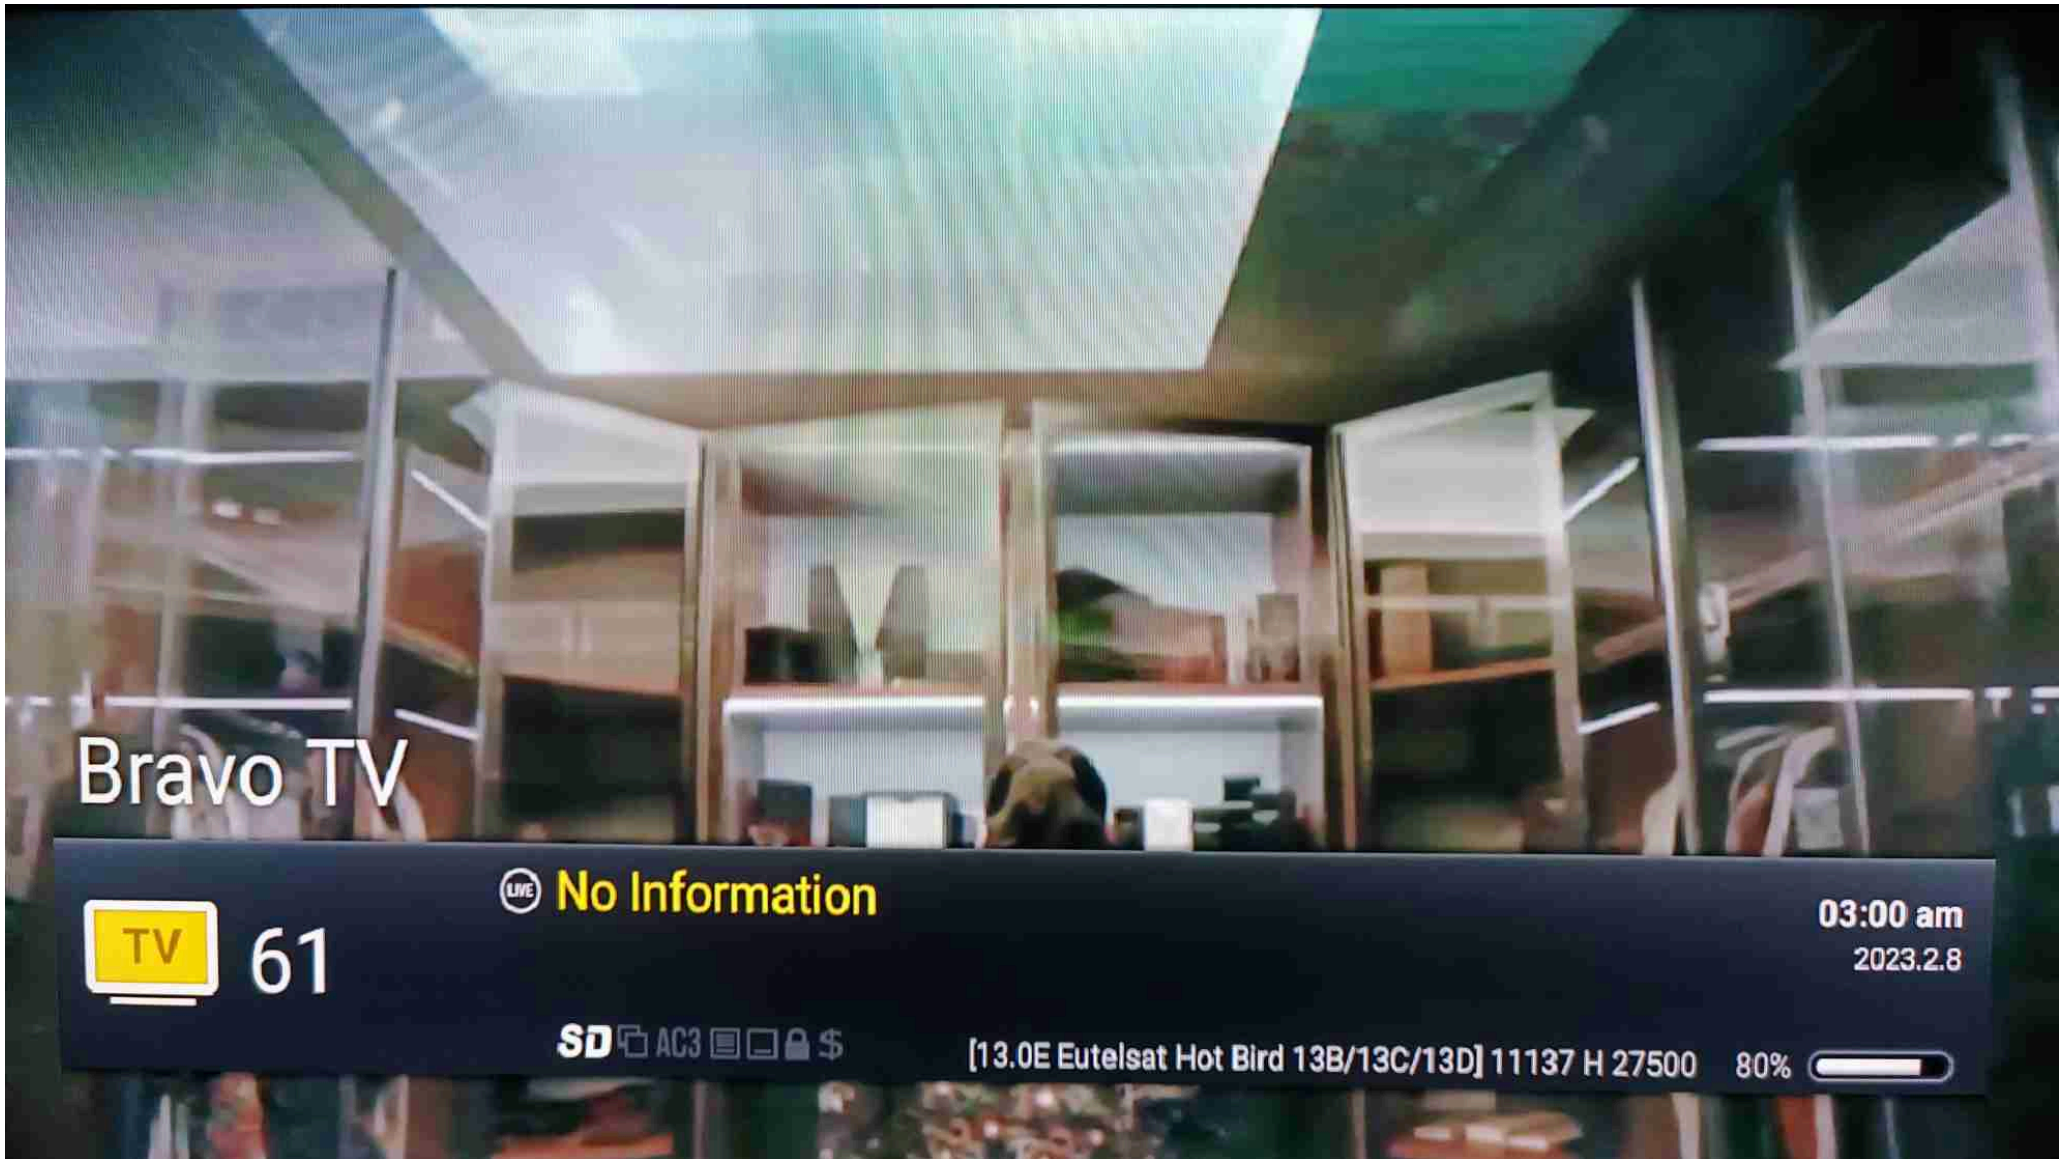 Bravo TV
LIVE No Information
TV 61
03:00 am
2023.2.8
SD AC3 $ [13.0E Eutelsat Hot Bird 13B/13C/13D] 11137 H 27500 80%